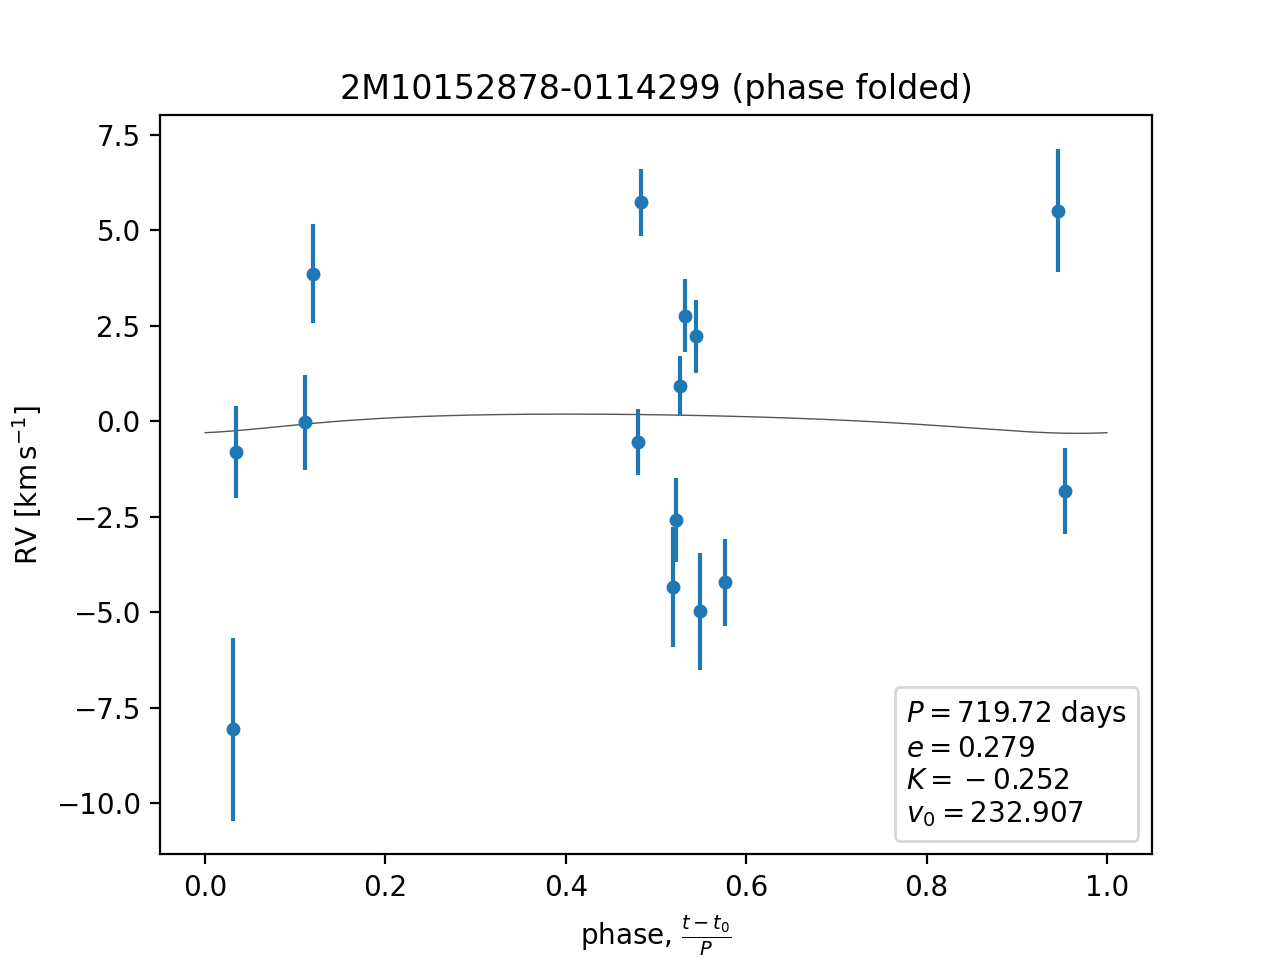 2M10152878-0114299 (phase folded)
7.5
5.0
2.5
0.0
−2.5
−5.0
−7.5
−10.0
RV [km s⁻¹]
P = 719.72 days
e = 0.279
K = −0.252
v₀ = 232.907
0.0 0.2 0.4 0.6 0.8 1.0
phase, (t − t₀)/P